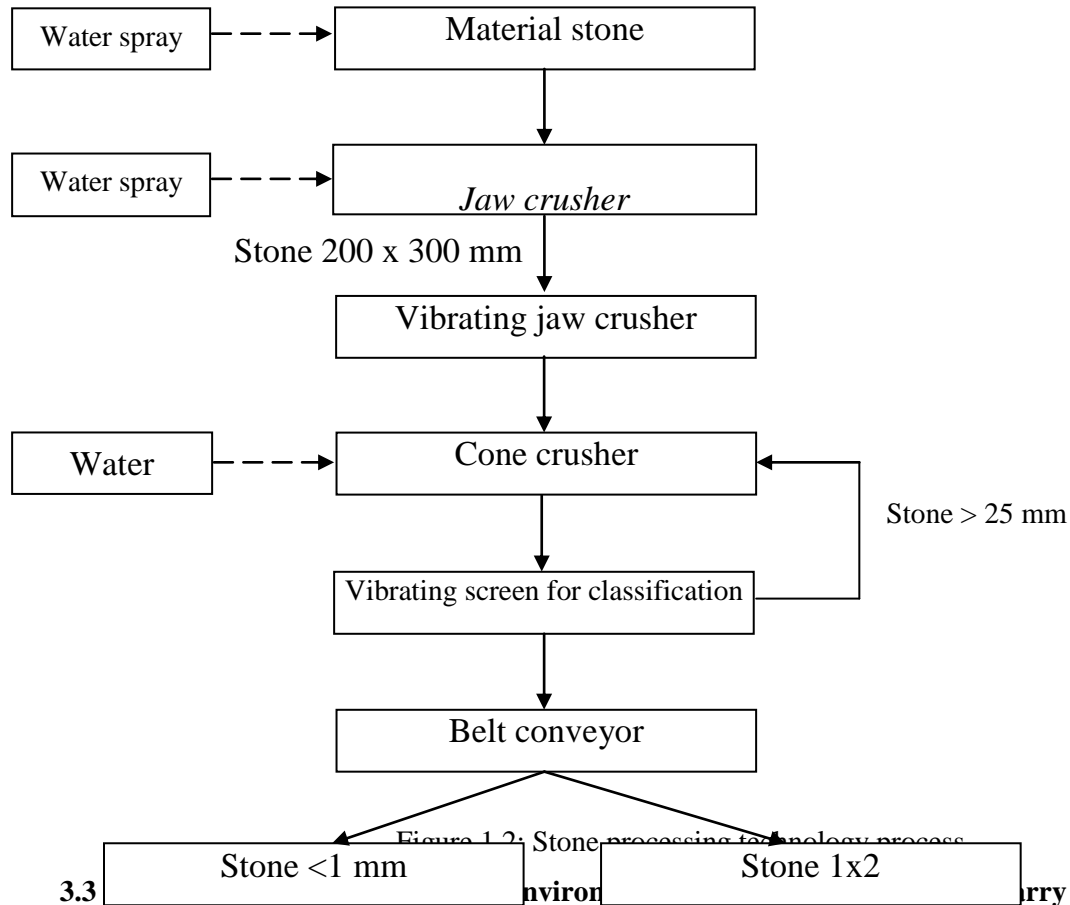 Water spray
Material stone
Water spray
Jaw crusher
Stone 200 x 300 mm
Vibrating jaw crusher
Water
Cone crusher
Stone > 25 mm
Vibrating screen for classification
Belt conveyor
Figure 1.2: Stone processing technology process
Stone <1 mm
Stone 1x2
3.3